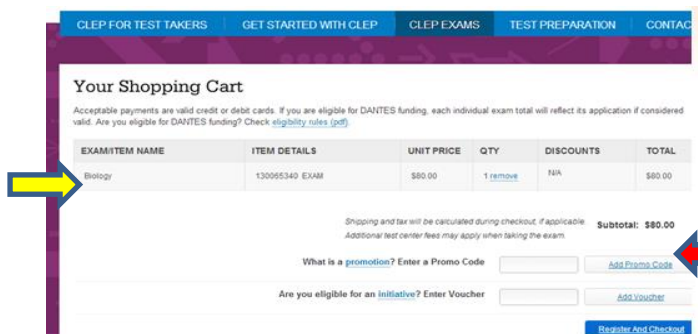 CLEP FOR TEST TAKERS GET STARTED WITH CLEP CLEP EXAMS TEST PREPARATION CONTAC
Your Shopping Cart
Acceptable payments are valid credit or debit cards. If you are eligible for DANTES funding, each individual exam total will reflect its application if considered
valid. Are you eligible for DANTES funding? Check eligibility rules (pdf).
EXAM/ITEM NAME ITEM DETAILS UNIT PRICE QTY DISCOUNTS TOTAL
Biology 130065340 EXAM $80.00 1 remove N/A $80.00
Shipping and tax will be calculated during checkout, if applicable. Subtotal: $80.00
Additional test center fees may apply when taking the exam.
What is a promotion? Enter a Promo Code Add Promo Code
Are you eligible for an initiative? Enter Voucher Add Voucher
Register And Checkout